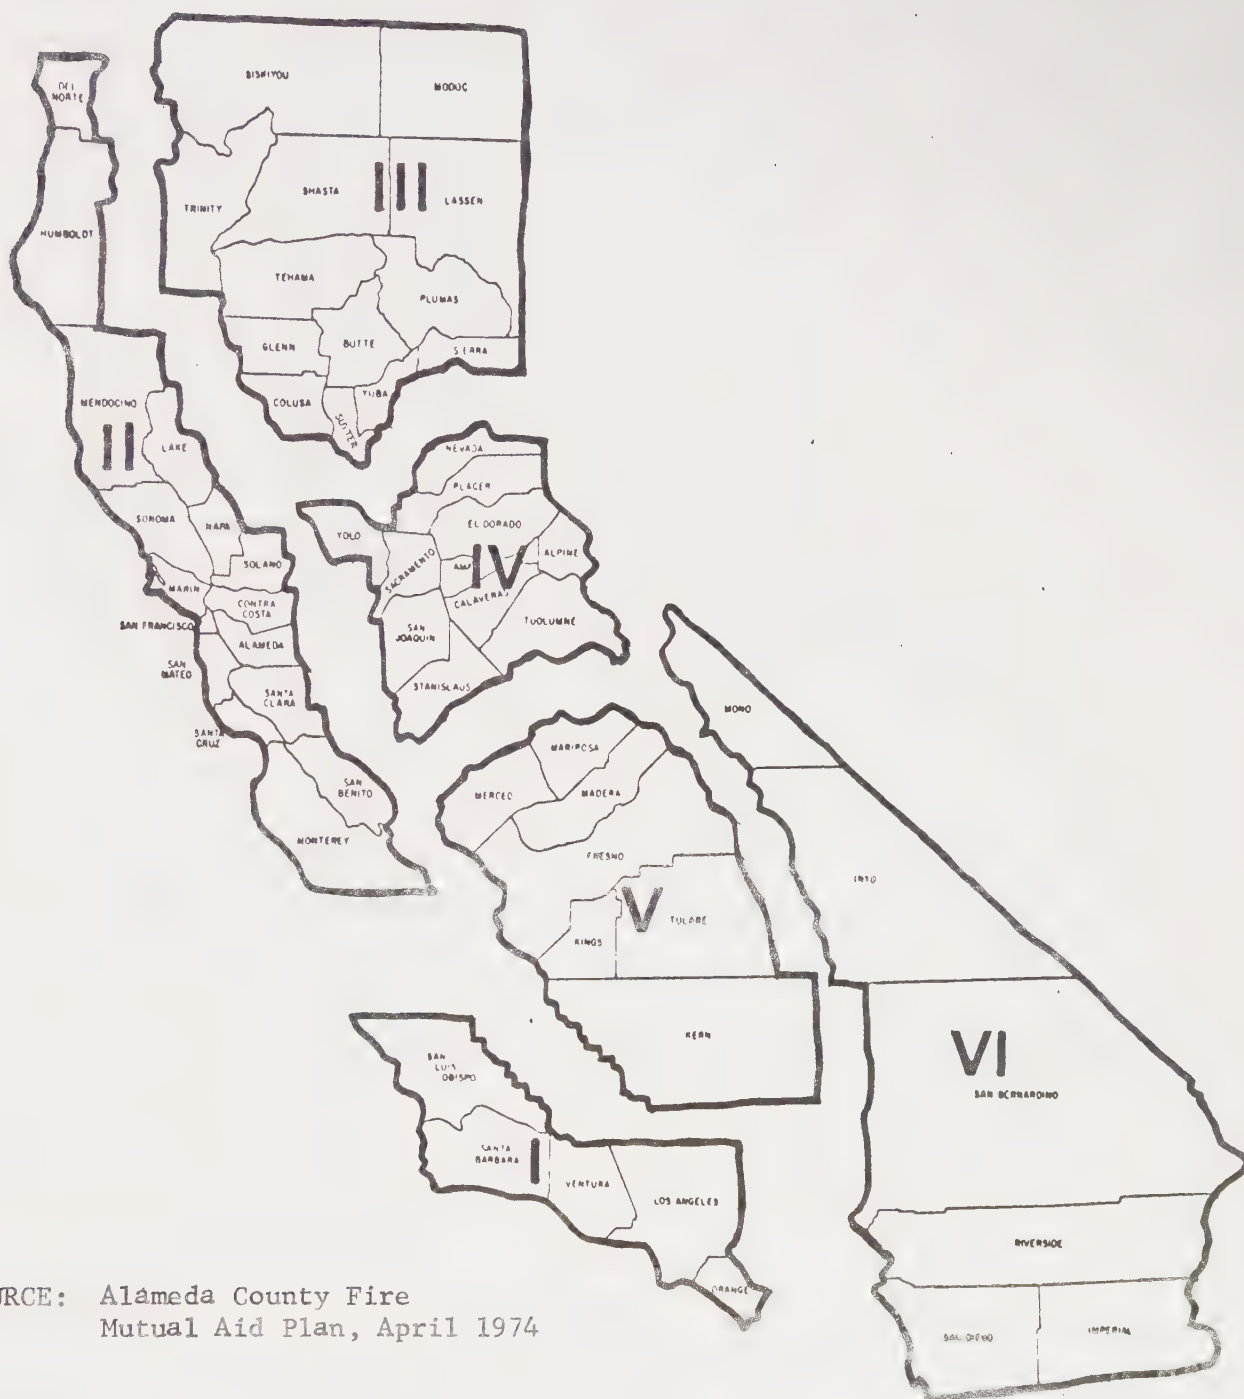 DEL
NORTE
SISKIYOU
MODOC
SHASTA
III
LASSEN
TRINITY
HUMBOLDT
TEHAMA
PLUMAS
GLENN
BUTTE
SIERRA
COLUSA
YUBA
SUTTER
MENDOCINO
II
LAKE
SONOMA
NAPA
SOLANO
MARIN
CONTRA
COSTA
SAN FRANCISCO
ALAMEDA
SAN
MATEO
SANTA
CLARA
SANTA
CRUZ
SAN
BENITO
MONTEREY
NEVADA
PLACER
YOLO
EL DORADO
SACRAMENTO
AMA
IV
ALPINE
CALAVERAS
SAN
JOAQUIN
TUOLUMNE
STANISLAUS
MONO
MARIPOSA
MERCED
MADERA
FRESNO
INYO
V
TULARE
KINGS
KERN
SAN
LUIS
OBISPO
VI
SAN BERNARDINO
SANTA
BARBARA
I
VENTURA
LOS ANGELES
RIVERSIDE
ORANGE
SAN DIEGO
IMPERIAL
URCE: Alameda County Fire
Mutual Aid Plan, April 1974